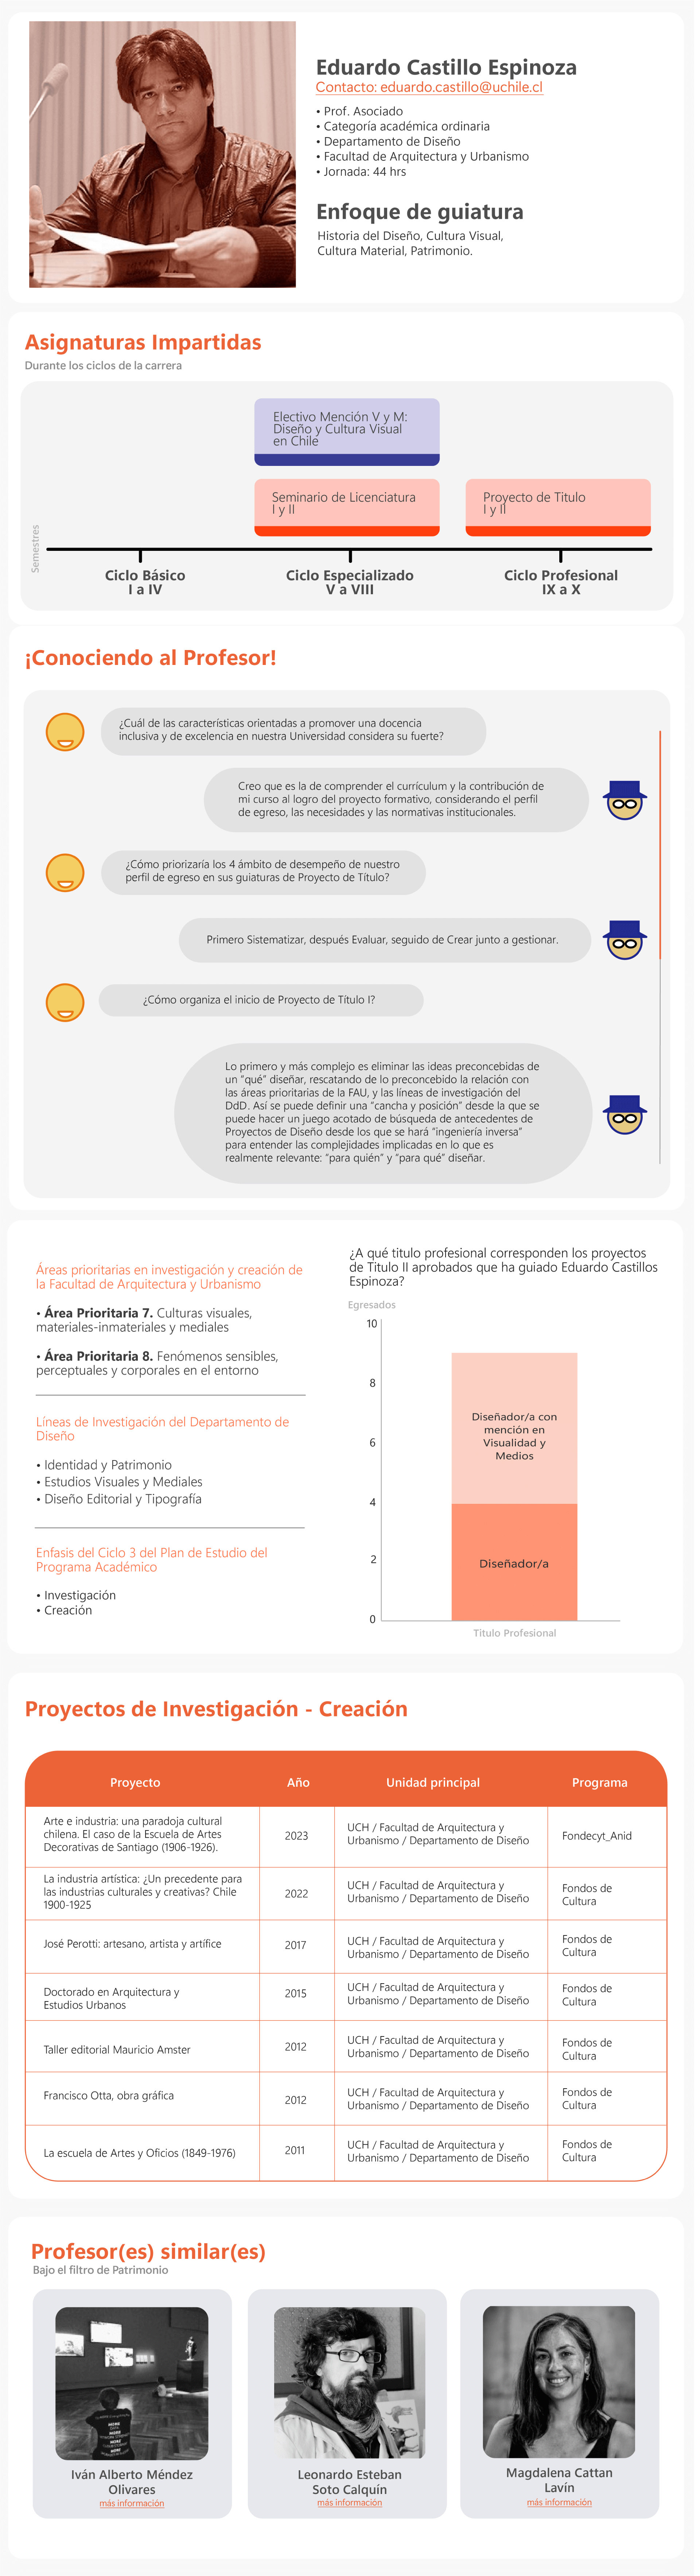 Eduardo Castillo Espinoza
Contacto: eduardo.castillo@uchile.cl
• Prof. Asociado
• Categoría académica ordinaria
• Departamento de Diseño
• Facultad de Arquitectura y Urbanismo
• Jornada: 44 hrs
Enfoque de guiatura
Historia del Diseño, Cultura Visual,
Cultura Material, Patrimonio.
Asignaturas Impartidas
Durante los ciclos de la carrera
Electivo Mención V y M:
Diseño y Cultura Visual
en Chile
Seminario de Licenciatura
I y II
Proyecto de Titulo
I y II
Semestres
Ciclo Básico
I a IV
Ciclo Especializado
V a VIII
Ciclo Profesional
IX a X
¡Conociendo al Profesor!
¿Cuál de las características orientadas a promover una docencia
inclusiva y de excelencia en nuestra Universidad considera su fuerte?
Creo que es la de comprender el currículum y la contribución de
mi curso al logro del proyecto formativo, considerando el perfil
de egreso, las necesidades y las normativas institucionales.
¿Cómo priorizaría los 4 ámbito de desempeño de nuestro
perfil de egreso en sus guiaturas de Proyecto de Título?
Primero Sistematizar, después Evaluar, seguido de Crear junto a gestionar.
¿Cómo organiza el inicio de Proyecto de Título I?
Lo primero y más complejo es eliminar las ideas preconcebidas de
un “qué” diseñar, rescatando de lo preconcebido la relación con
las áreas prioritarias de la FAU, y las líneas de investigación del
DdD. Así se puede definir una “cancha y posición” desde la que se
puede hacer un juego acotado de búsqueda de antecedentes de
Proyectos de Diseño desde los que se hará “ingeniería inversa”
para entender las complejidades implicadas en lo que es
realmente relevante: “para quién” y “para qué” diseñar.
Áreas prioritarias en investigación y creación de
la Facultad de Arquitectura y Urbanismo
• Área Prioritaria 7. Culturas visuales,
materiales-inmateriales y mediales
• Área Prioritaria 8. Fenómenos sensibles,
perceptuales y corporales en el entorno
Líneas de Investigación del Departamento de
Diseño
• Identidad y Patrimonio
• Estudios Visuales y Mediales
• Diseño Editorial y Tipografía
Enfasis del Ciclo 3 del Plan de Estudio del
Programa Académico
• Investigación
• Creación
¿A qué titulo profesional corresponden los proyectos
de Titulo II aprobados que ha guiado Eduardo Castillos
Espinoza?
Egresados
10
8
6
4
2
0
Diseñador/a con
mención en
Visualidad y
Medios
Diseñador/a
Titulo Profesional
Proyectos de Investigación - Creación
Proyecto Año Unidad principal Programa
Arte e industria: una paradoja cultural
chilena. El caso de la Escuela de Artes
Decorativas de Santiago (1906-1926).
2023
UCH / Facultad de Arquitectura y
Urbanismo / Departamento de Diseño
Fondecyt_Anid
La industria artística: ¿Un precedente para
las industrias culturales y creativas? Chile
1900-1925
2022
UCH / Facultad de Arquitectura y
Urbanismo / Departamento de Diseño
Fondos de
Cultura
José Perotti: artesano, artista y artífice
2017
UCH / Facultad de Arquitectura y
Urbanismo / Departamento de Diseño
Fondos de
Cultura
Doctorado en Arquitectura y
Estudios Urbanos
2015
UCH / Facultad de Arquitectura y
Urbanismo / Departamento de Diseño
Fondos de
Cultura
Taller editorial Mauricio Amster
2012
UCH / Facultad de Arquitectura y
Urbanismo / Departamento de Diseño
Fondos de
Cultura
Francisco Otta, obra gráfica
2012
UCH / Facultad de Arquitectura y
Urbanismo / Departamento de Diseño
Fondos de
Cultura
La escuela de Artes y Oficios (1849-1976)
2011
UCH / Facultad de Arquitectura y
Urbanismo / Departamento de Diseño
Fondos de
Cultura
Profesor(es) similar(es)
Bajo el filtro de Patrimonio
Iván Alberto Méndez
Olivares
más información
Leonardo Esteban
Soto Calquín
más información
Magdalena Cattan
Lavín
más información